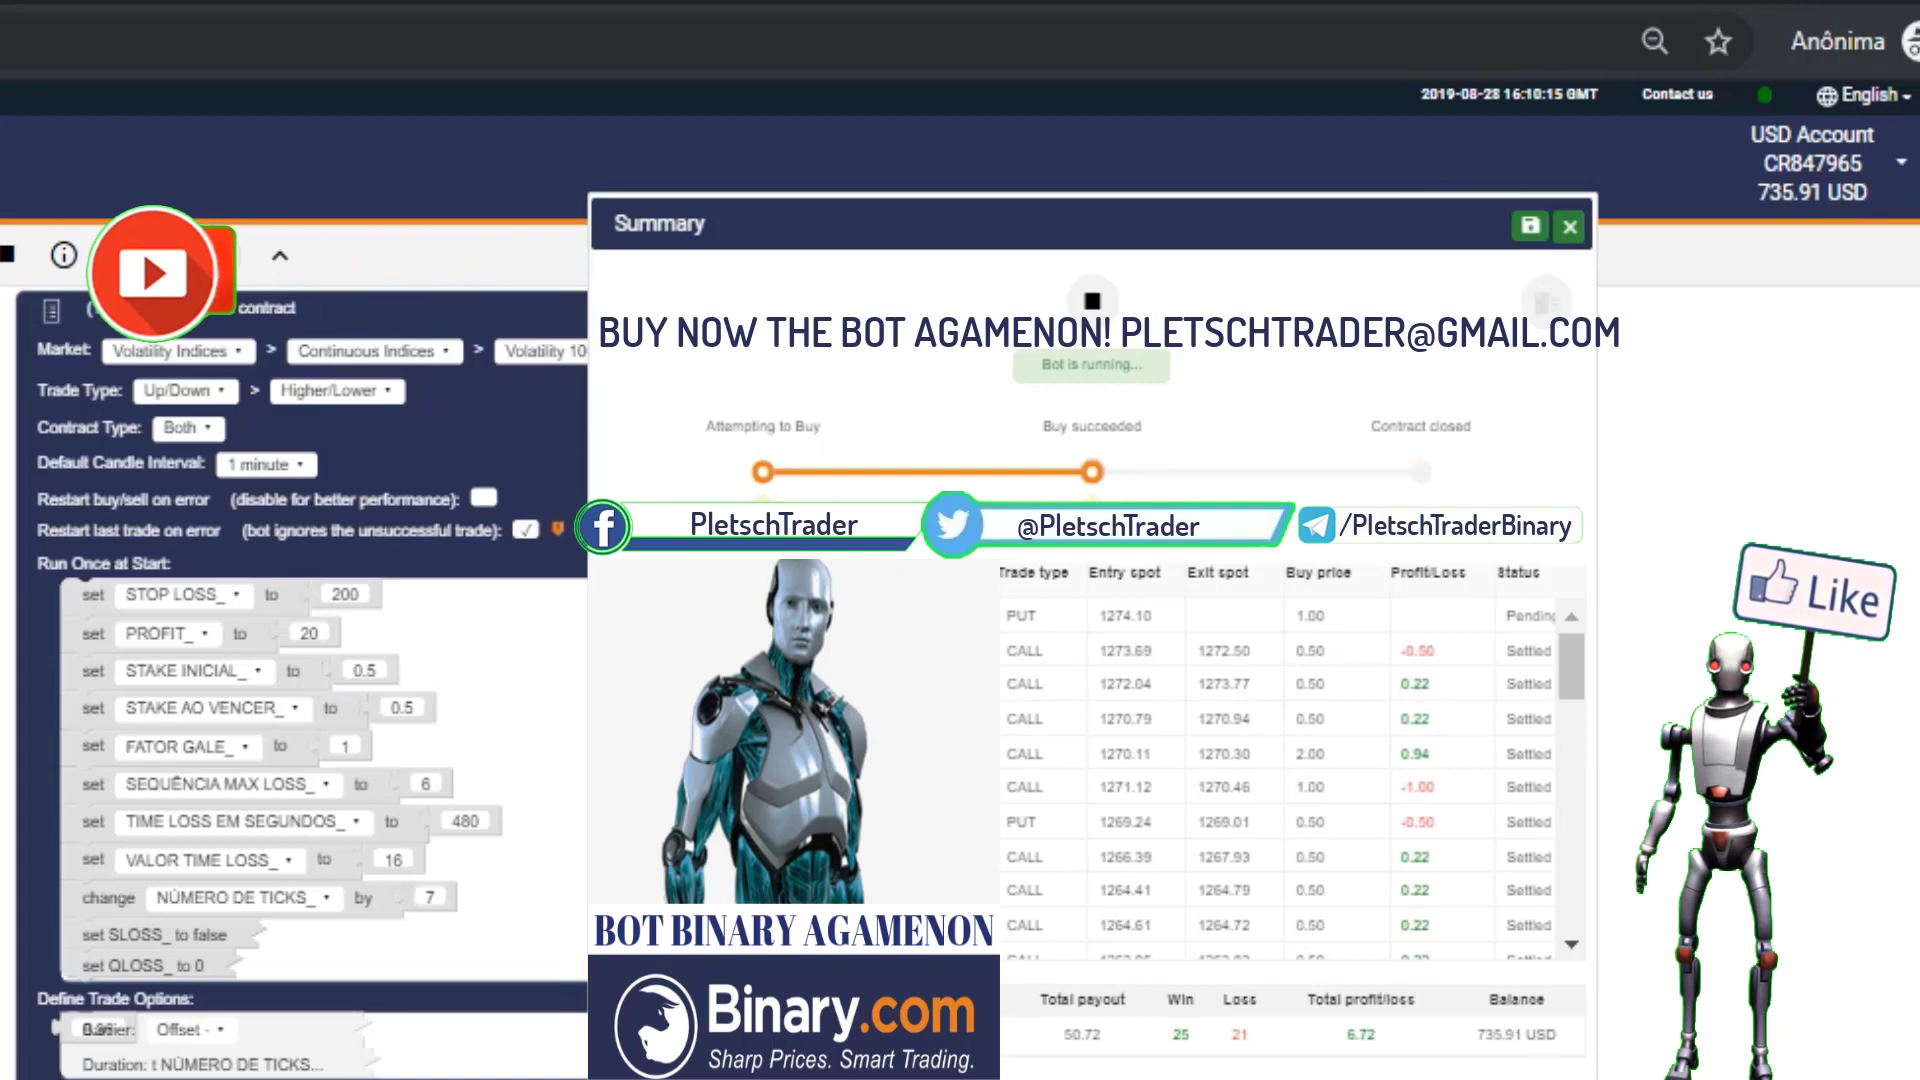 Anônima
2019-08-28 16:10:15 GMT Contact us English
USD Account
CR847965
735.91 USD
Summary
contract
BUY NOW THE BOT AGAMENON! PLETSCHTRADER@GMAIL.COM
Market: Volatility Indices > Continuous Indices > Volatility 10
Bot is running...
Trade Type: Up/Down > Higher/Lower
Contract Type: Both
Attempting to Buy Buy succeeded Contract closed
Default Candle Interval: 1 minute
Restart buy/sell on error (disable for better performance):
Restart last trade on error (bot ignores the unsuccessful trade):
PletschTrader @PletschTrader /PletschTraderBinary
Run Once at Start:
set STOP LOSS_ to 200
set PROFIT_ to 20
set STAKE INICIAL_ to 0.5
set STAKE AO VENCER_ to 0.5
set FATOR GALE_ to 1
set SEQUÊNCIA MAX LOSS_ to 6
set TIME LOSS EM SEGUNDOS_ to 480
set VALOR TIME LOSS_ to 16
change NÚMERO DE TICKS_ by 7
set SLOSS_ to false
set QLOSS_ to 0
Define Trade Options:
Offset -
Duration: t NÚMERO DE TICKS...
Trade type Entry spot Exit spot Buy price Profit/Loss Status
PUT 1274.10 1.00 Pending
CALL 1273.69 1272.50 0.50 -0.50 Settled
CALL 1272.04 1273.77 0.50 0.22 Settled
CALL 1270.79 1270.94 0.50 0.22 Settled
CALL 1270.11 1270.30 2.00 0.94 Settled
CALL 1271.12 1270.46 1.00 -1.00 Settled
PUT 1269.24 1269.01 0.50 -0.50 Settled
CALL 1266.39 1267.93 0.50 0.22 Settled
CALL 1264.41 1264.79 0.50 0.22 Settled
CALL 1264.61 1264.72 0.50 0.22 Settled
Total payout Win Loss Total profit/loss Balance
50.72 25 21 6.72 735.91 USD
BOT BINARY AGAMENON
Binary.com
Sharp Prices. Smart Trading.
Like